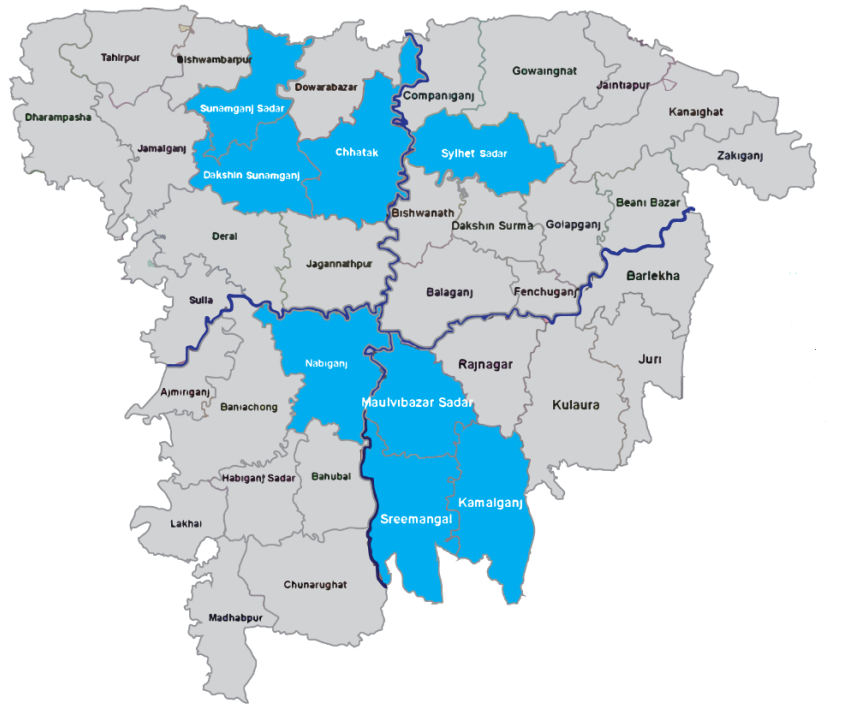 Tahirpur
Bishwambarpur
Gowainghat
Jaintiapur
Dowarabazar
Companiganj
Sunamganj Sadar
Kanaighat
Dharampasha
Jamalganj
Chhatak
Sylhet Sadar
Zakiganj
Dakshin Sunamganj
Beani Bazar
Bishwanath
Dakshin Surma
Golapganj
Derai
Jagannathpur
Barlekha
Sulla
Balaganj
Fenchuganj
Nabiganj
Rajnagar
Juri
Ajmiriganj
Baniachong
Maulvibazar Sadar
Kulaura
Habiganj Sadar
Bahubal
Kamalganj
Lakhai
Sreemangal
Chunarughat
Madhabpur